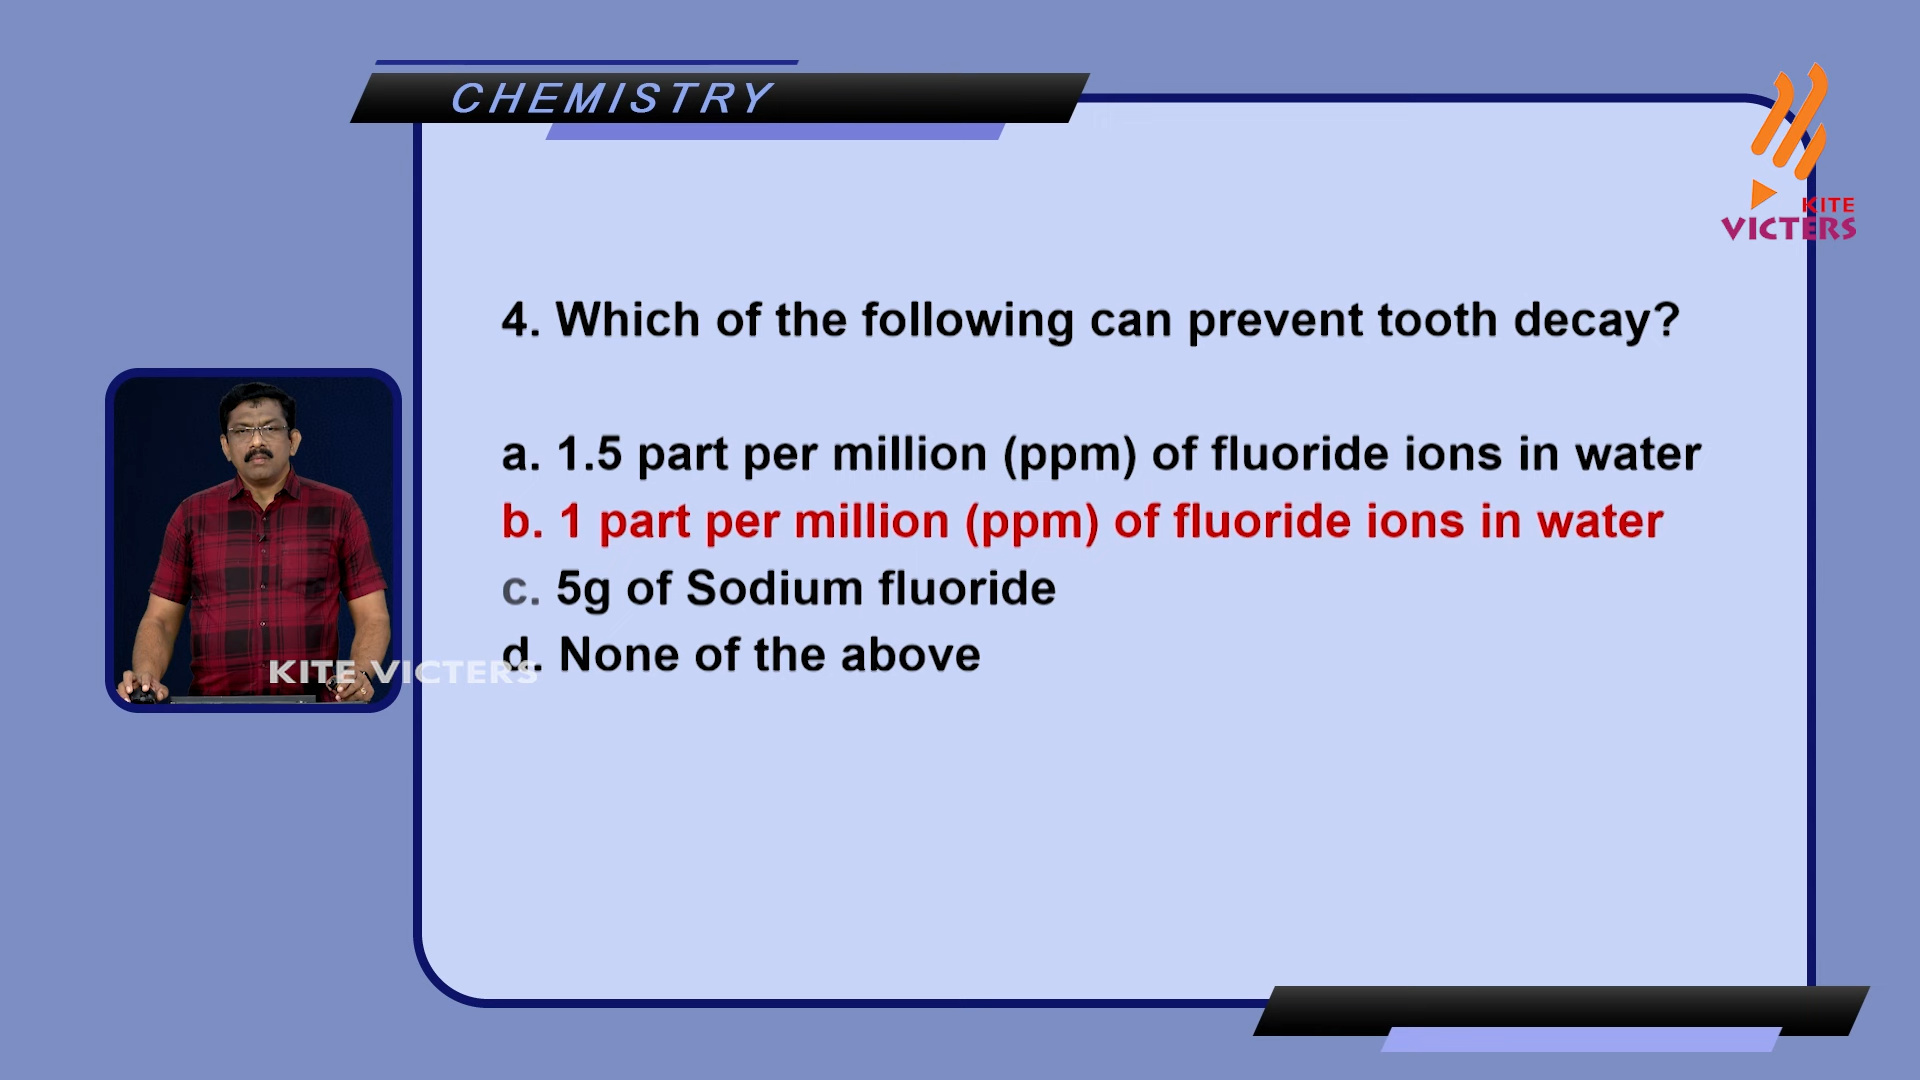 CHEMISTRY
KITE
VICTERS
4. Which of the following can prevent tooth decay?
a. 1.5 part per million (ppm) of fluoride ions in water
b. 1 part per million (ppm) of fluoride ions in water
c. 5g of Sodium fluoride
d. None of the above
KITE VICTERS